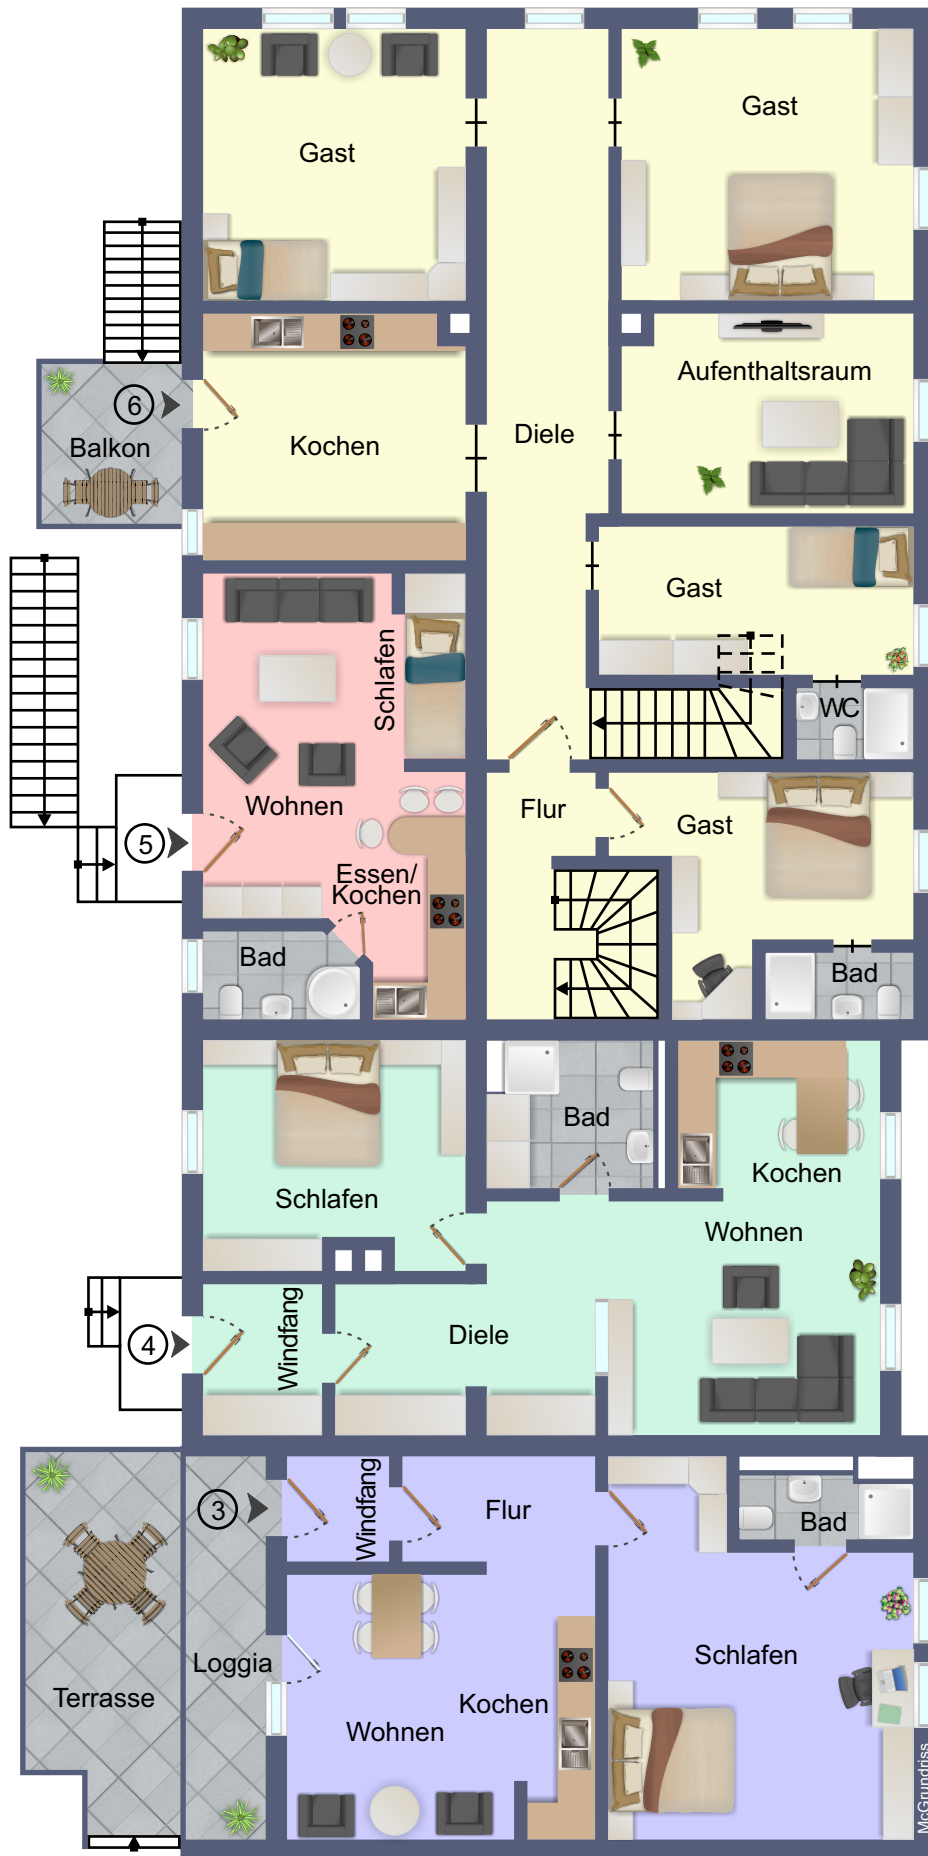 Gast
Gast
Aufenthaltsraum
6
Balkon
Kochen
Diele
Gast
Schlafen
WC
Wohnen
Flur
Gast
5
Essen/
Kochen
Bad
Bad
Bad
Kochen
Schlafen
Wohnen
Windfang
Diele
4
3
Windfang
Flur
Bad
Loggia
Terrasse
Schlafen
Kochen
Wohnen
McGrundriss